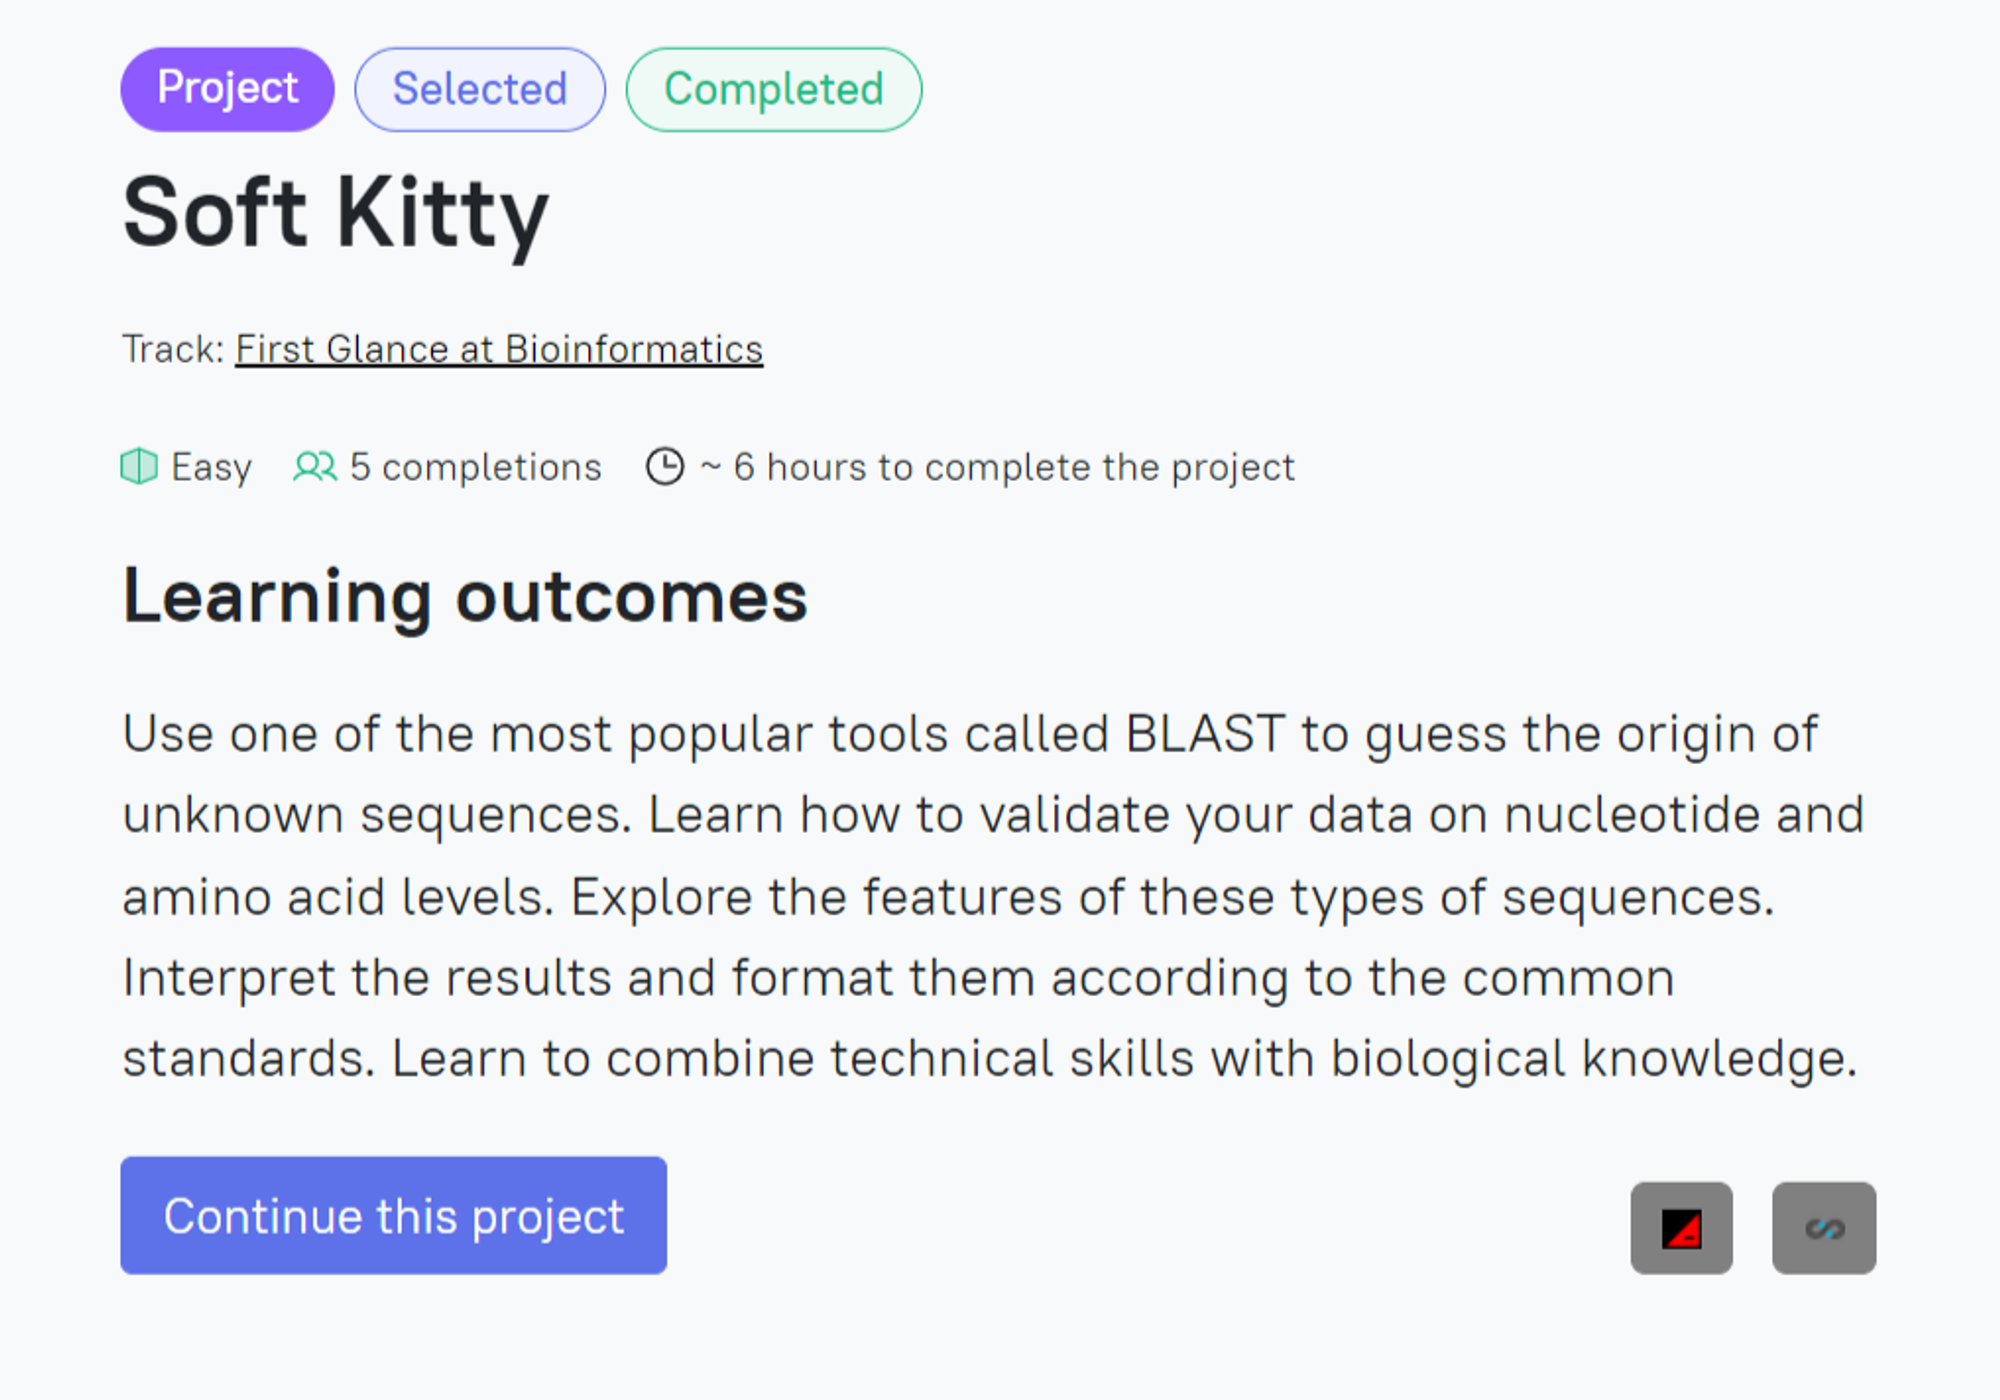 Project Selected Completed
Soft Kitty
Track: First Glance at Bioinformatics
Easy 5 completions ~ 6 hours to complete the project
Learning outcomes
Use one of the most popular tools called BLAST to guess the origin of
unknown sequences. Learn how to validate your data on nucleotide and
amino acid levels. Explore the features of these types of sequences.
Interpret the results and format them according to the common
standards. Learn to combine technical skills with biological knowledge.
Continue this project